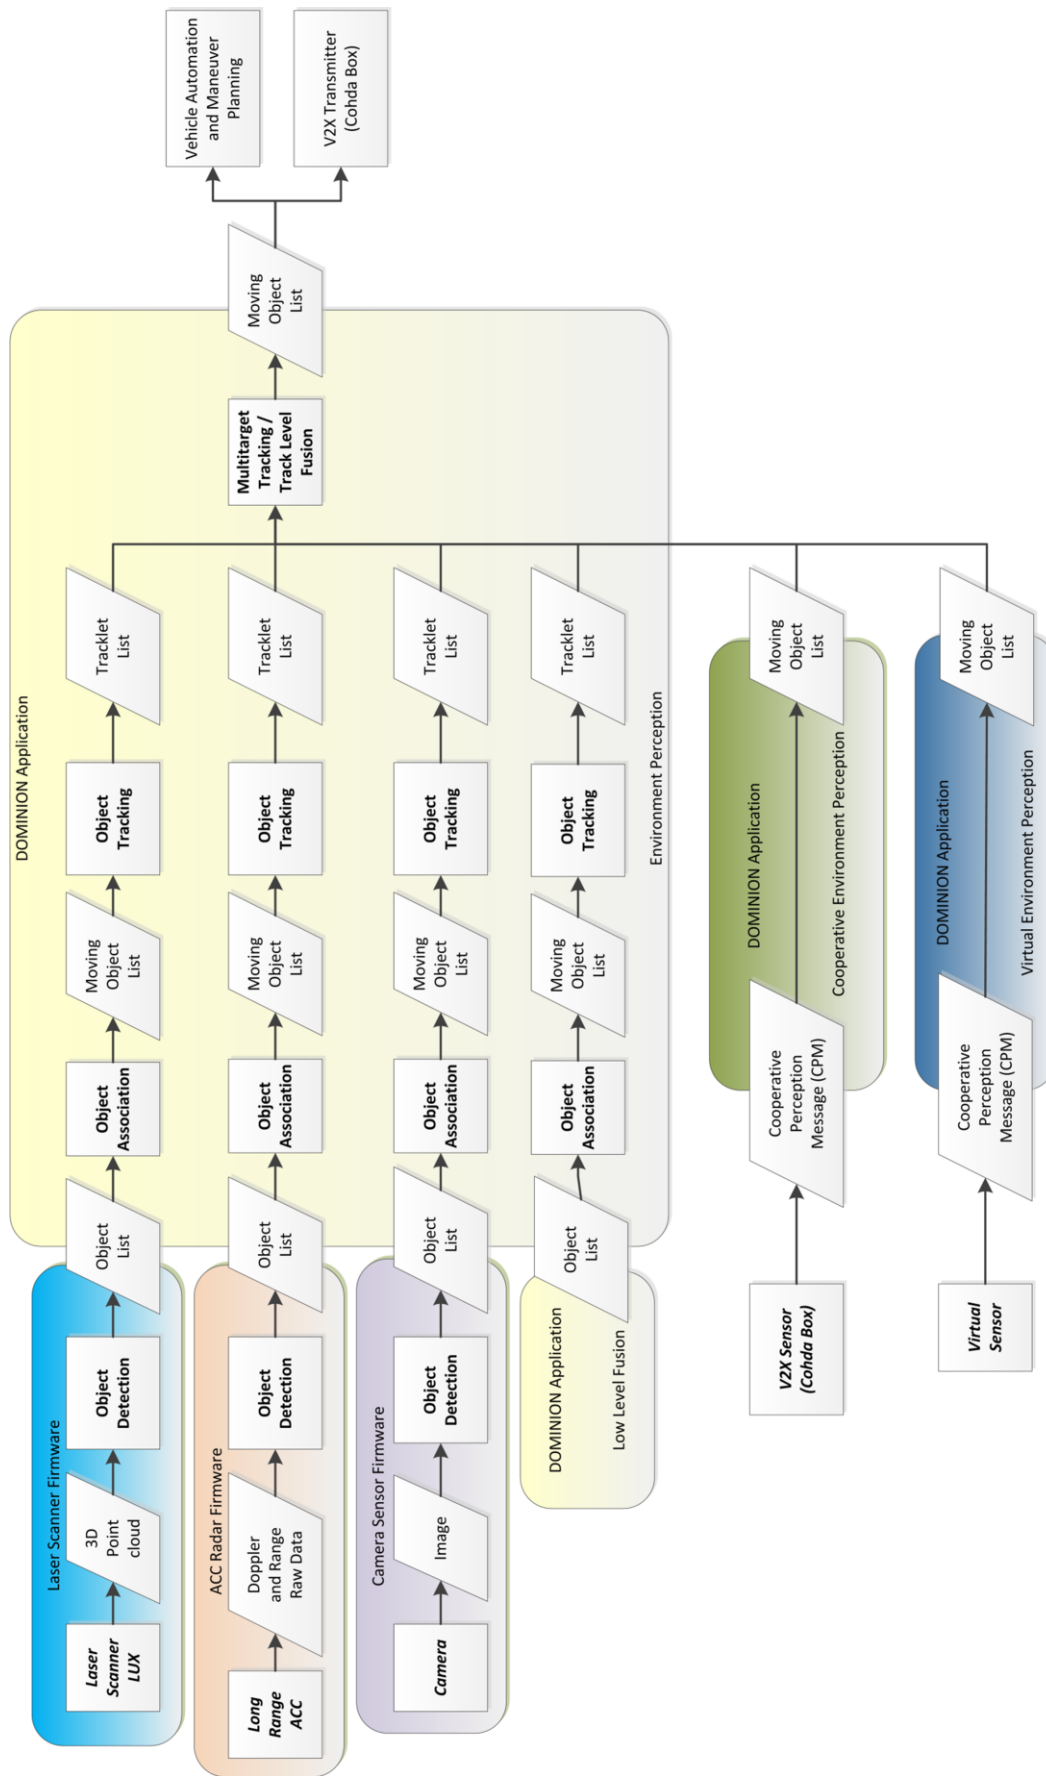 Laser Scanner Firmware
Laser
Scanner
LUX
3D
Point
cloud
Object
Detection
Object
List
DOMINION Application
Object
Association
Moving
Object
List
Object
Tracking
Tracklet
List
ACC Radar Firmware
Long
Range
ACC
Doppler
and Range
Raw Data
Object
Detection
Object
List
Object
Association
Moving
Object
List
Object
Tracking
Tracklet
List
Multitarget
Tracking /
Track Level
Fusion
Moving
Object
List
Vehicle Automation
and Maneuver
Planning
V2X Transmitter
(Cohda Box)
Camera Sensor Firmware
Camera
Image
Object
Detection
Object
List
Object
Association
Moving
Object
List
Object
Tracking
Tracklet
List
DOMINION Application
Low Level Fusion
Object
List
Object
Association
Moving
Object
List
Object
Tracking
Tracklet
List
Environment Perception
V2X Sensor
(Cohda Box)
DOMINION Application
Cooperative
Perception
Message (CPM)
Moving
Object
List
Cooperative Environment Perception
Virtual
Sensor
DOMINION Application
Cooperative
Perception
Message (CPM)
Moving
Object
List
Virtual Environment Perception